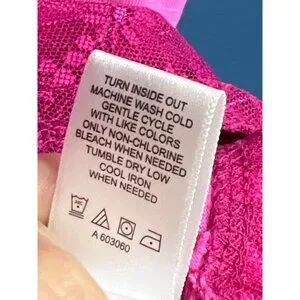 TURN INSIDE OUT
MACHINE WASH COLD
GENTLE CYCLE
WITH LIKE COLORS
ONLY NON-CHLORINE
BLEACH WHEN NEEDED
TUMBLE DRY LOW
COOL IRON
WHEN NEEDED
A 603060